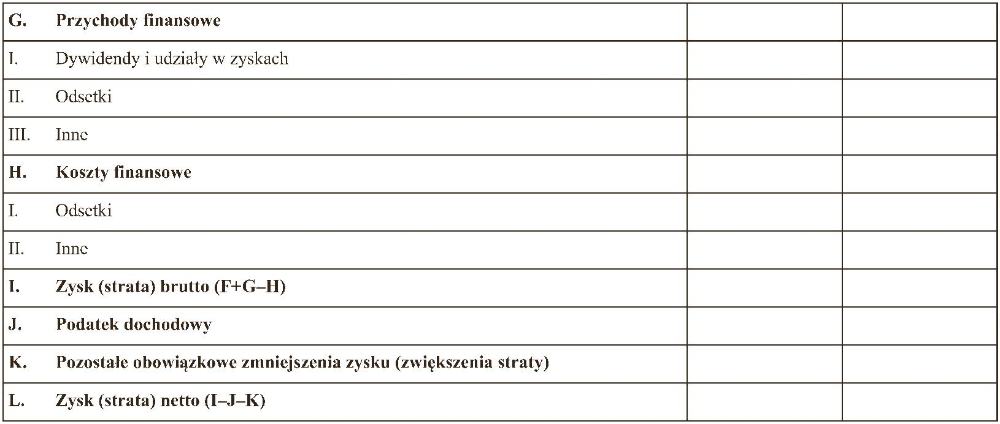 G. Przychody finansowe
I. Dywidendy i udziały w zyskach
II. Odsetki
III. Inne
H. Koszty finansowe
I. Odsetki
II. Inne
I. Zysk (strata) brutto (F+G–H)
J. Podatek dochodowy
K. Pozostałe obowiązkowe zmniejszenia zysku (zwiększenia straty)
L. Zysk (strata) netto (I–J–K)